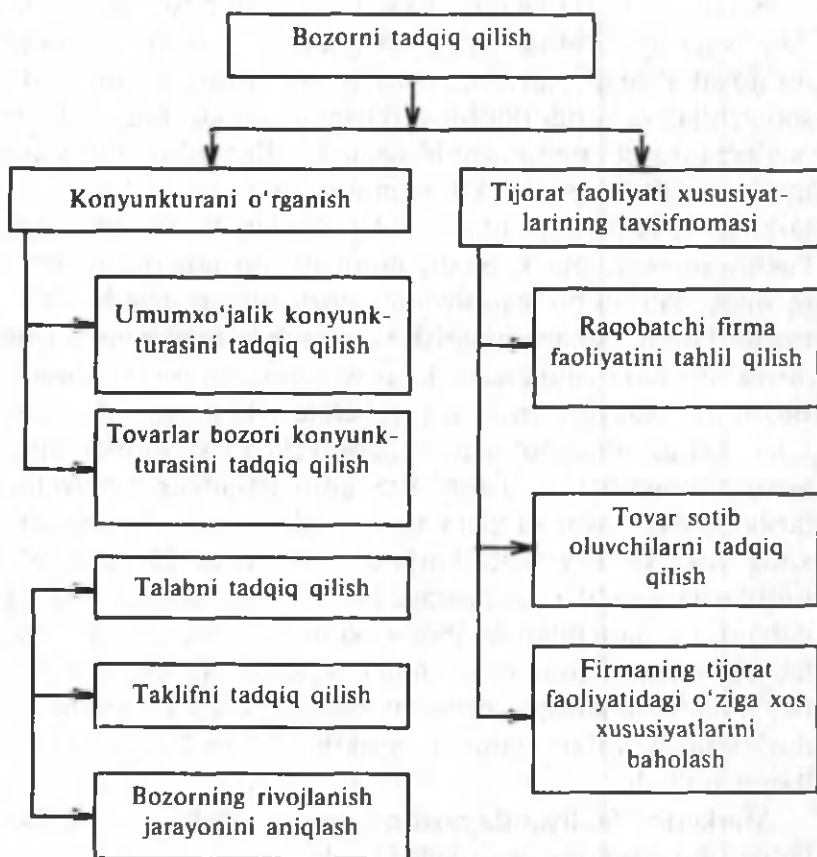 Bozorni tadqiq qilish
Konyunkturani o‘rganish
Umumxo‘jalik konyunk-
turasini tadqiq qilish
Tovarlar bozori konyunk-
turasini tadqiq qilish
Talabni tadqiq qilish
Taklifni tadqiq qilish
Bozorning rivojlanish
jarayonini aniqlash
Tijorat faoliyati xususiyat-
larining tavsifnomasi
Raqobatchi firma
faoliyatini tahlil qilish
Tovar sotib
oluvchilarni tadqiq
qilish
Firmaning tijorat
faoliyatidagi o‘ziga xos
xususiyatlarini
baholash